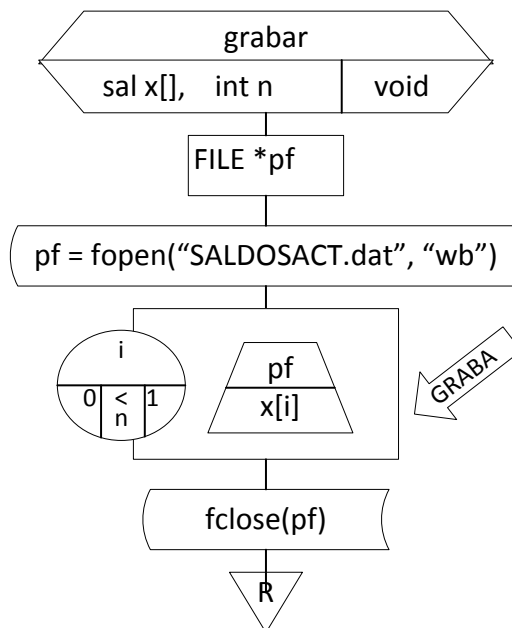 grabar
sal x[], int n void
FILE *pf
pf = fopen(“SALDOSACT.dat”, “wb”)
i
0 < 1
n
pf
x[i]
GRABA
fclose(pf)
R